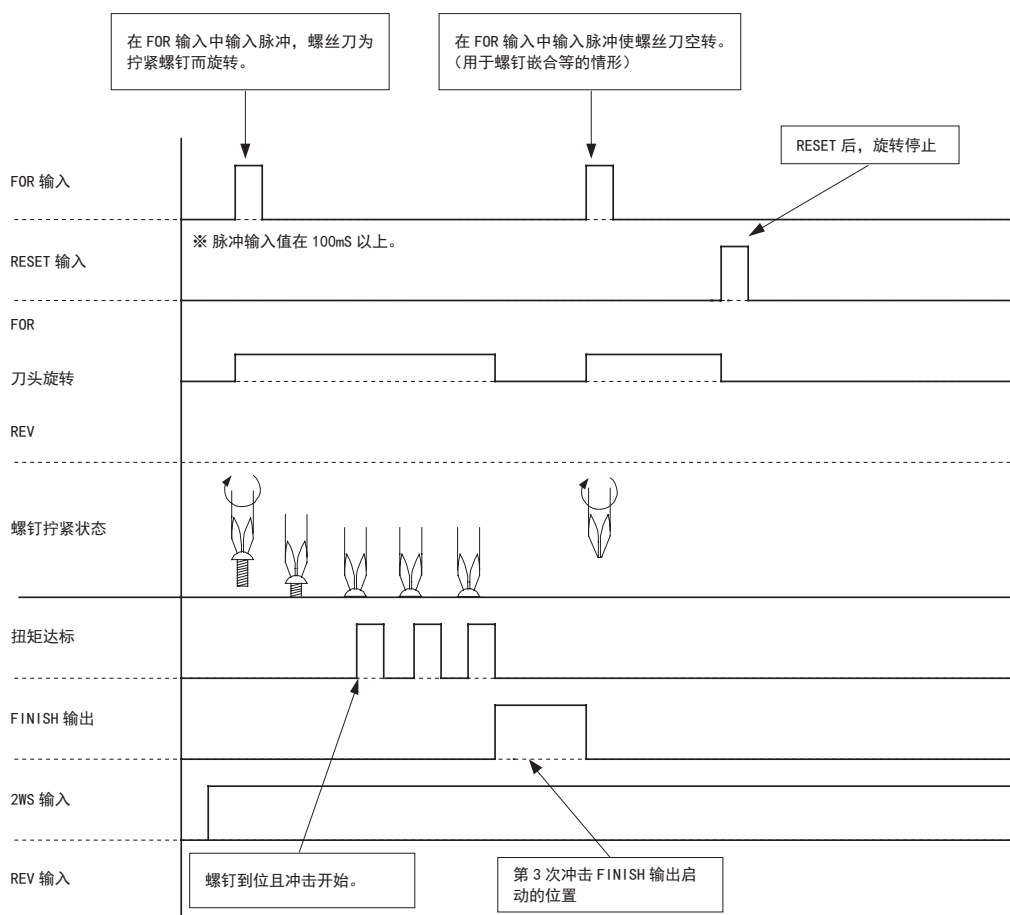 在 FOR 输入中输入脉冲，螺丝刀为
拧紧螺钉而旋转。
在 FOR 输入中输入脉冲使螺丝刀空转。
（用于螺钉嵌合等的情形）
RESET 后，旋转停止
FOR 输入
※ 脉冲输入值在 100mS 以上。
RESET 输入
FOR
刀头旋转
REV
螺钉拧紧状态
扭矩达标
FINISH 输出
2WS 输入
REV 输入
螺钉到位且冲击开始。
第 3 次冲击 FINISH 输出启
动的位置